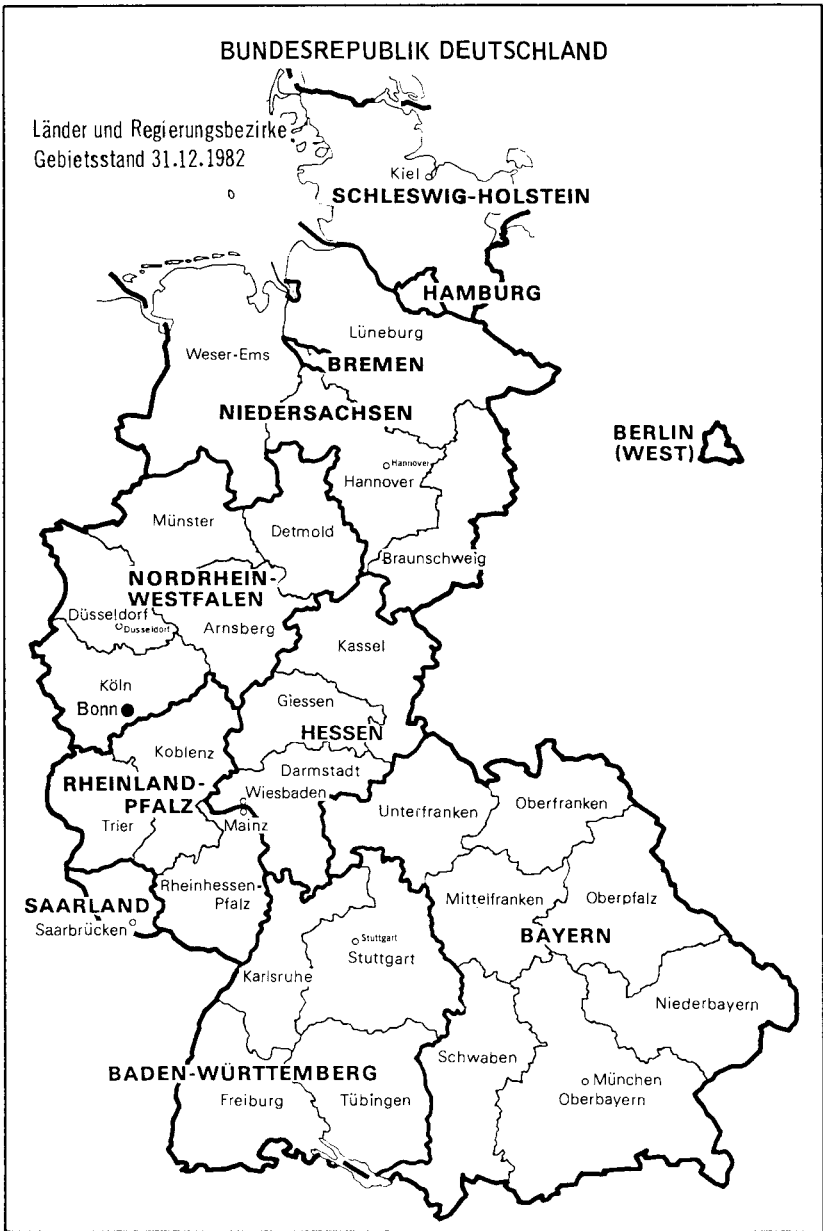 BUNDESREPUBLIK DEUTSCHLAND
Länder und Regierungsbezirke
Gebietsstand 31.12.1982
Kiel
SCHLESWIG-HOLSTEIN
HAMBURG
Lüneburg
Weser-Ems
BREMEN
NIEDERSACHSEN
BERLIN
(WEST)
Hannover
Hannover
Münster
Detmold
Braunschweig
NORDRHEIN-
WESTFALEN
Düsseldorf
Düsseldorf
Arnsberg
Kassel
Köln
Bonn
Giessen
HESSEN
Koblenz
Darmstadt
RHEINLAND-
PFALZ
Wiesbaden
Trier
Mainz
Unterfranken
Oberfranken
Rheinhessen-
Pfalz
Mittelfranken
Oberpfalz
SAARLAND
Saarbrücken
BAYERN
Stuttgart
Stuttgart
Karlsruhe
Niederbayern
Schwaben
BADEN-WÜRTTEMBERG
München
Oberbayern
Freiburg
Tübingen